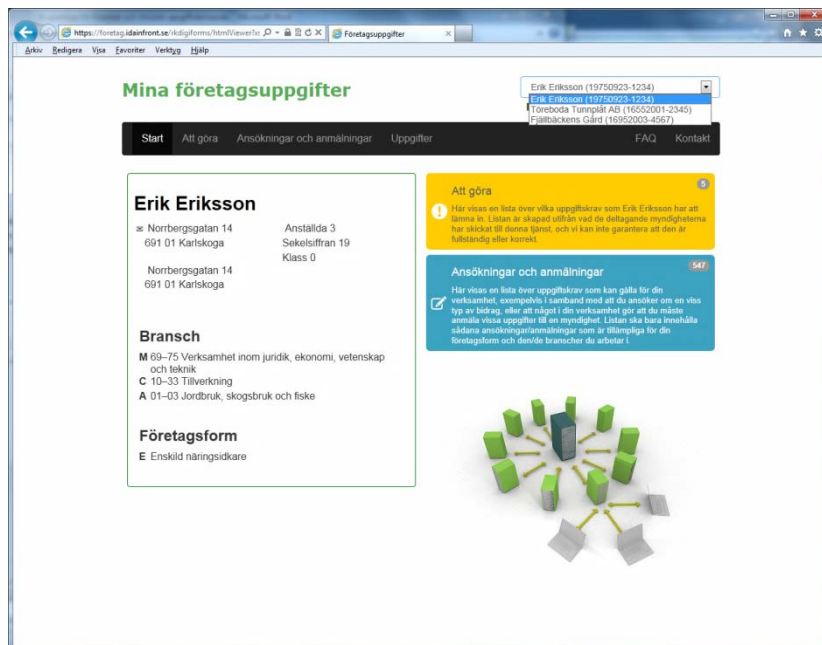 https://foretag.idainfront.se/rkdigiforms/htmlViewer?x
Företagsuppgifter
Arkiv Redigera Visa Favoriter Verktyg Hjälp
Mina företagsuppgifter
Erik Eriksson (19750923-1234)
Erik Eriksson (19750923-1234)
Töreboda Tunnplåt AB (16552001-2345)
Fjällbäckens Gård (16952003-4567)
Start Att göra Ansökningar och anmälningar Uppgifter FAQ Kontakt
Erik Eriksson
Norrbergsgatan 14 Anställda 3
691 01 Karlskoga Sekelsiffran 19
Klass 0
Norrbergsgatan 14
691 01 Karlskoga
Bransch
M 69–75 Verksamhet inom juridik, ekonomi, vetenskap
och teknik
C 10–33 Tillverkning
A 01–03 Jordbruk, skogsbruk och fiske
Företagsform
E Enskild näringsidkare
Att göra 5
Här visas en lista över vilka uppgiftskrav som Erik Eriksson har att
lämna in. Listan är skapad utifrån vad de deltagande myndigheterna
har skickat till denna tjänst, och vi kan inte garantera att den är
fullständig eller korrekt.
Ansökningar och anmälningar 547
Här visas en lista över uppgiftskrav som kan gälla för din
verksamhet, exempelvis i samband med att du ansöker om en viss
typ av bidrag, eller att något i din verksamhet gör att du måste
anmäla vissa uppgifter till en myndighet. Listan ska bara innehålla
sådana ansökningar/anmälningar som är tillämpliga för din
företagsform och den/de branscher du arbetar i.